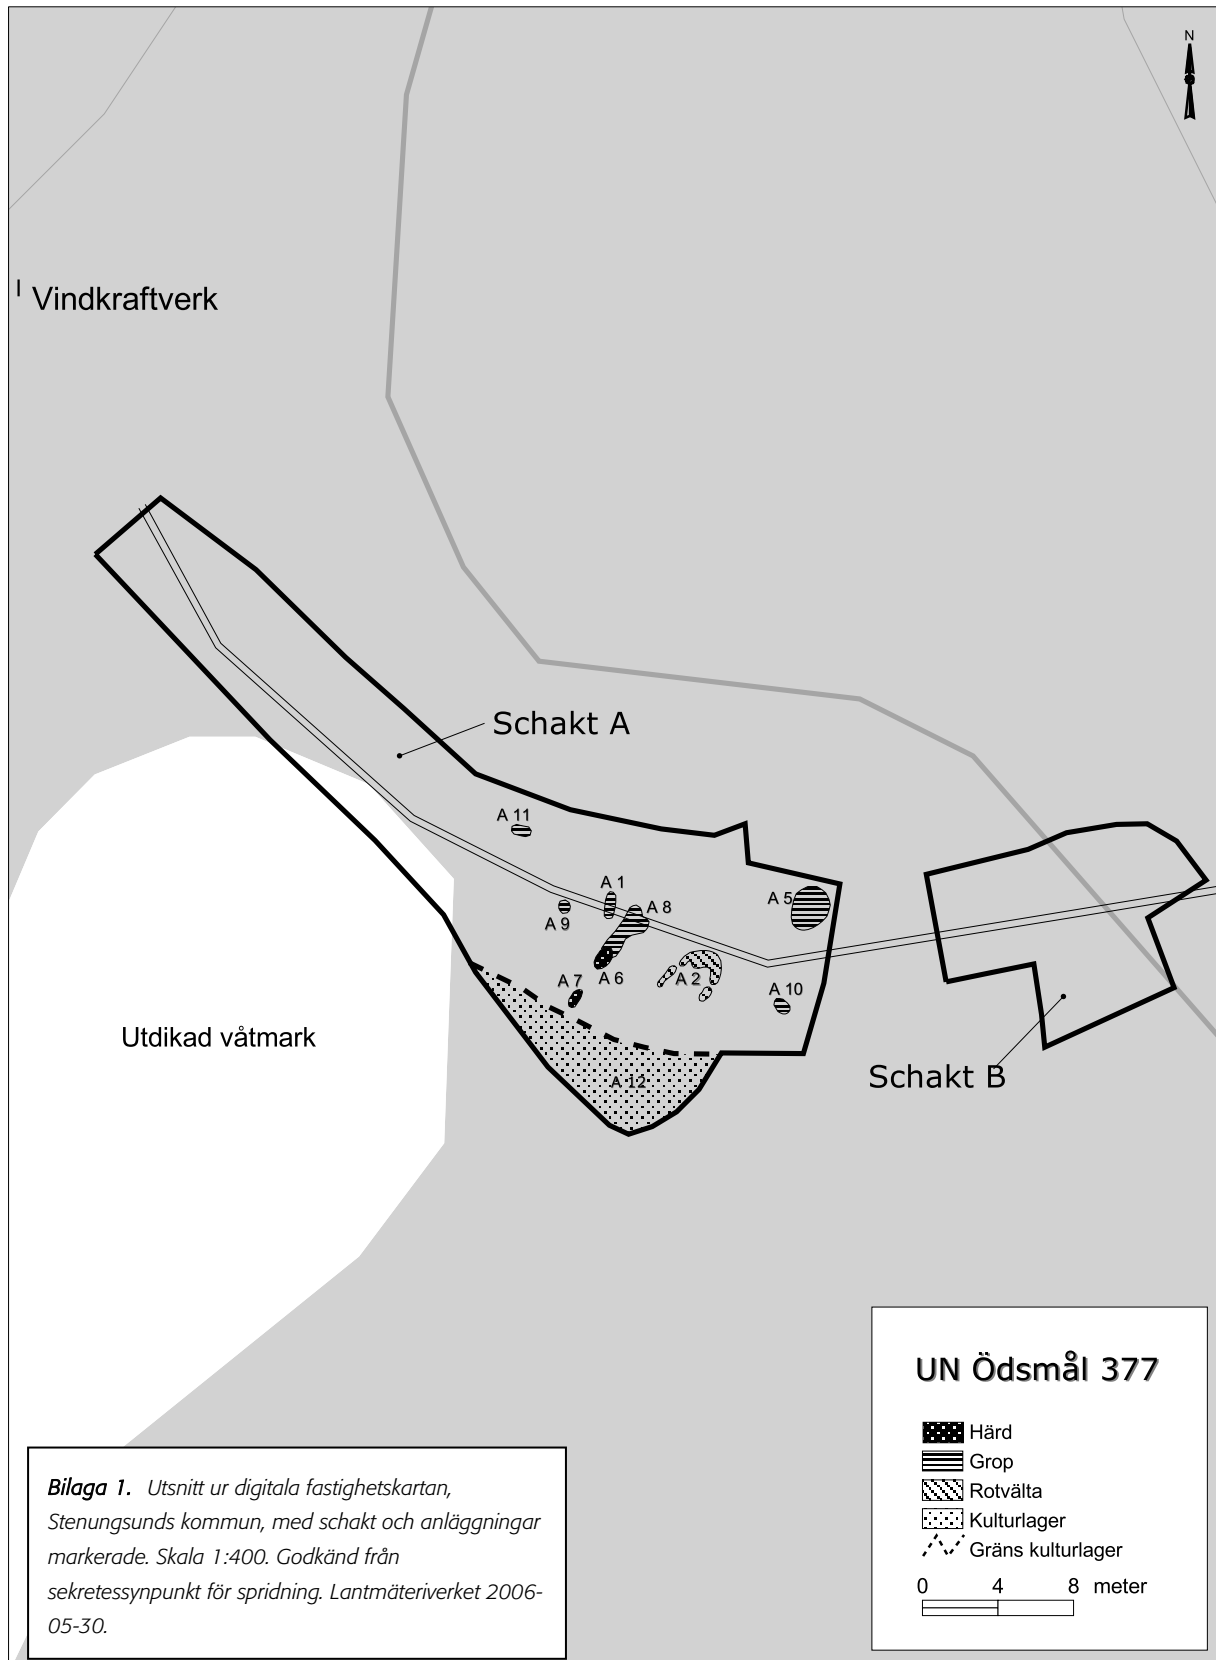 N
Vindkraftverk
Schakt A
A 11
A 1
A 8
A 5
A 9
A 7
A 6
A 2
A 10
Utdikad våtmark
A 12
Schakt B
UN Ödsmål 377
Härd
Grop
Rotvälta
Kulturlager
Gräns kulturlager
0 4 8 meter
Bilaga 1. Utsnitt ur digitala fastighetskartan,
Stenungsunds kommun, med schakt och anläggningar
markerade. Skala 1:400. Godkänd från
sekretessynpunkt för spridning. Lantmäteriverket 2006-
05-30.